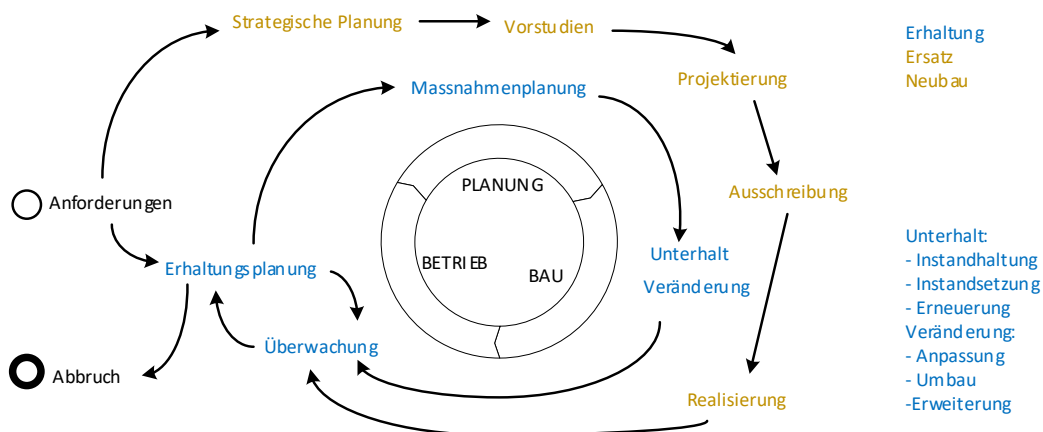 Strategische Planung
Vorstudien
Erhaltung
Ersatz
Neubau
Projektierung
Massnahmenplanung
PLANUNG
Ausschreibung
Anforderungen
Unterhalt
Veränderung
BETRIEB
BAU
Erhaltungsplanung
Unterhalt:
- Instandhaltung
- Instandsetzung
- Erneuerung
Veränderung:
- Anpassung
- Umbau
-Erweiterung
Überwachung
Abbruch
Realisierung